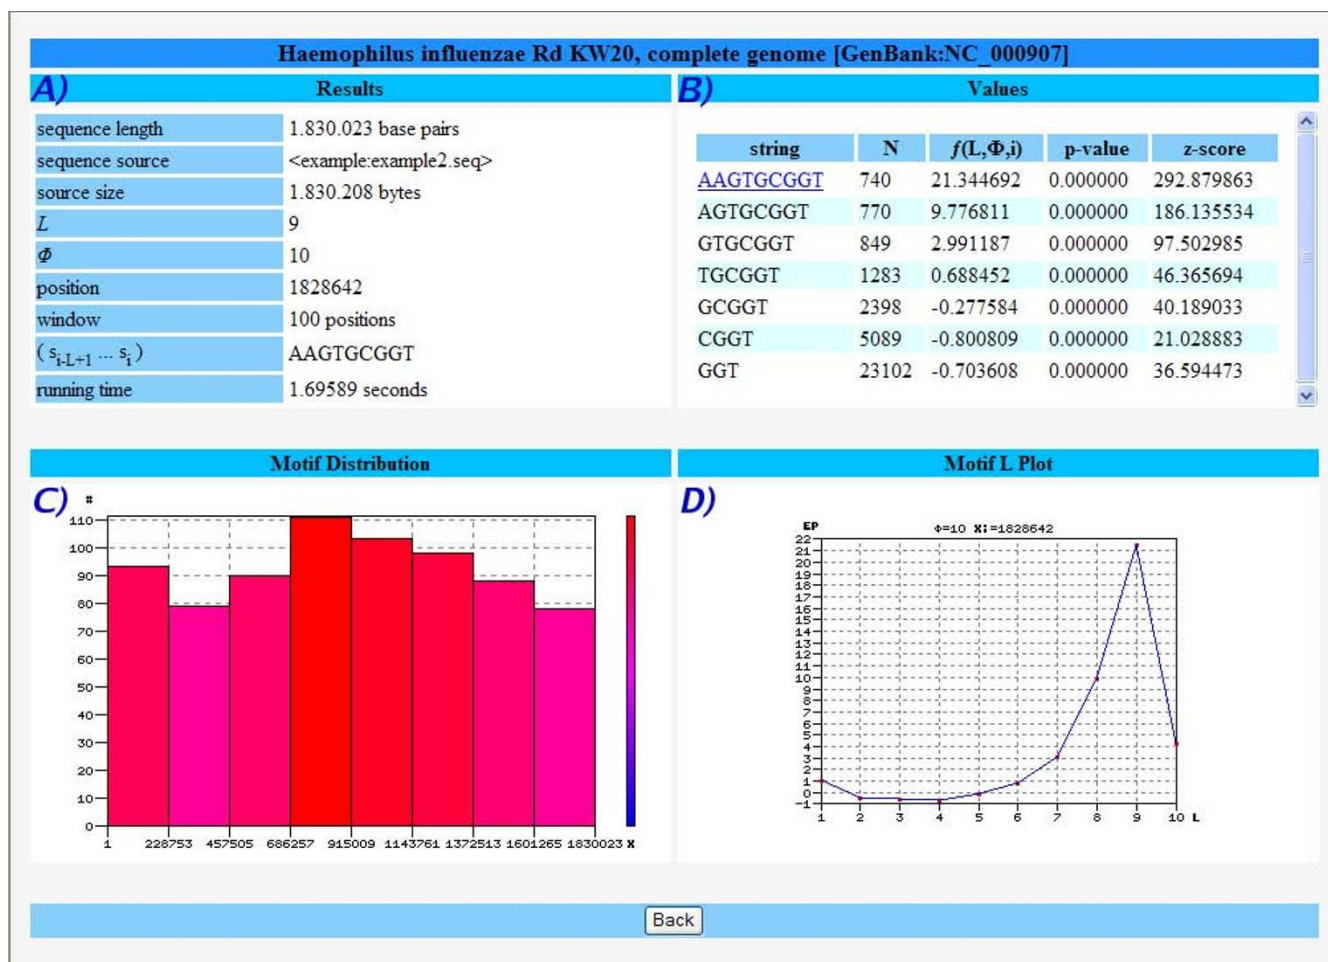 Haemophilus influenzae Rd KW20, complete genome [GenBank:NC_000907]
A) Results
sequence length 1.830.023 base pairs
sequence source <example:example2.seq>
source size 1.830.208 bytes
L 9
Φ 10
position 1828642
window 100 positions
( s_{i-L+1} ... s_i ) AAGTGCGGT
running time 1.69589 seconds
B) Values
string N f(L,Φ,i) p-value z-score
AAGTGCGGT 740 21.344692 0.000000 292.879863
AGTGCGGT 770 9.776811 0.000000 186.135534
GTGCGGT 849 2.991187 0.000000 97.502985
TGCGGT 1283 0.688452 0.000000 46.365694
GCGGT 2398 -0.277584 0.000000 40.189033
CGGT 5089 -0.800809 0.000000 21.028883
GGT 23102 -0.703608 0.000000 36.594473
Motif Distribution
C) #
110
100
90
80
70
60
50
40
30
20
10
0
1 228753 457505 686257 915009 1143761 1372513 1601265 1830023 X
Motif L Plot
D)
EP Φ=10 Xi=1828642
22
21
20
19
18
17
16
15
14
13
12
11
10
9
8
7
6
5
4
3
2
1
0
-1
1 2 3 4 5 6 7 8 9 10 L
Back